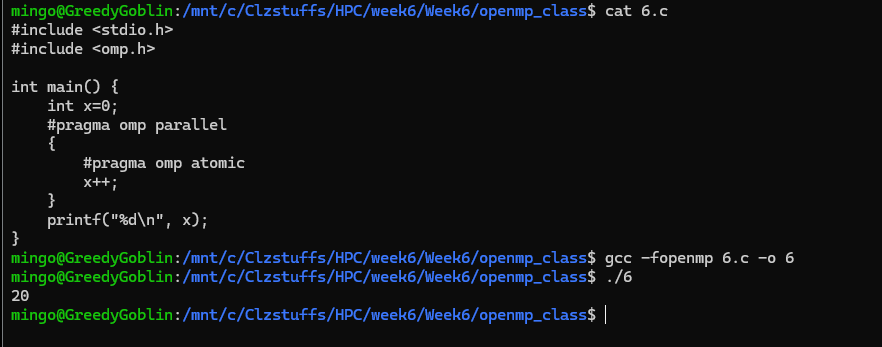 mingo@GreedyGoblin:/mnt/c/Clzstuffs/HPC/week6/Week6/openmp_class$ cat 6.c
#include <stdio.h>
#include <omp.h>

int main() {
    int x=0;
    #pragma omp parallel
    {
        #pragma omp atomic
        x++;
    }
    printf("%d\n", x);
}
mingo@GreedyGoblin:/mnt/c/Clzstuffs/HPC/week6/Week6/openmp_class$ gcc -fopenmp 6.c -o 6
mingo@GreedyGoblin:/mnt/c/Clzstuffs/HPC/week6/Week6/openmp_class$ ./6
20
mingo@GreedyGoblin:/mnt/c/Clzstuffs/HPC/week6/Week6/openmp_class$